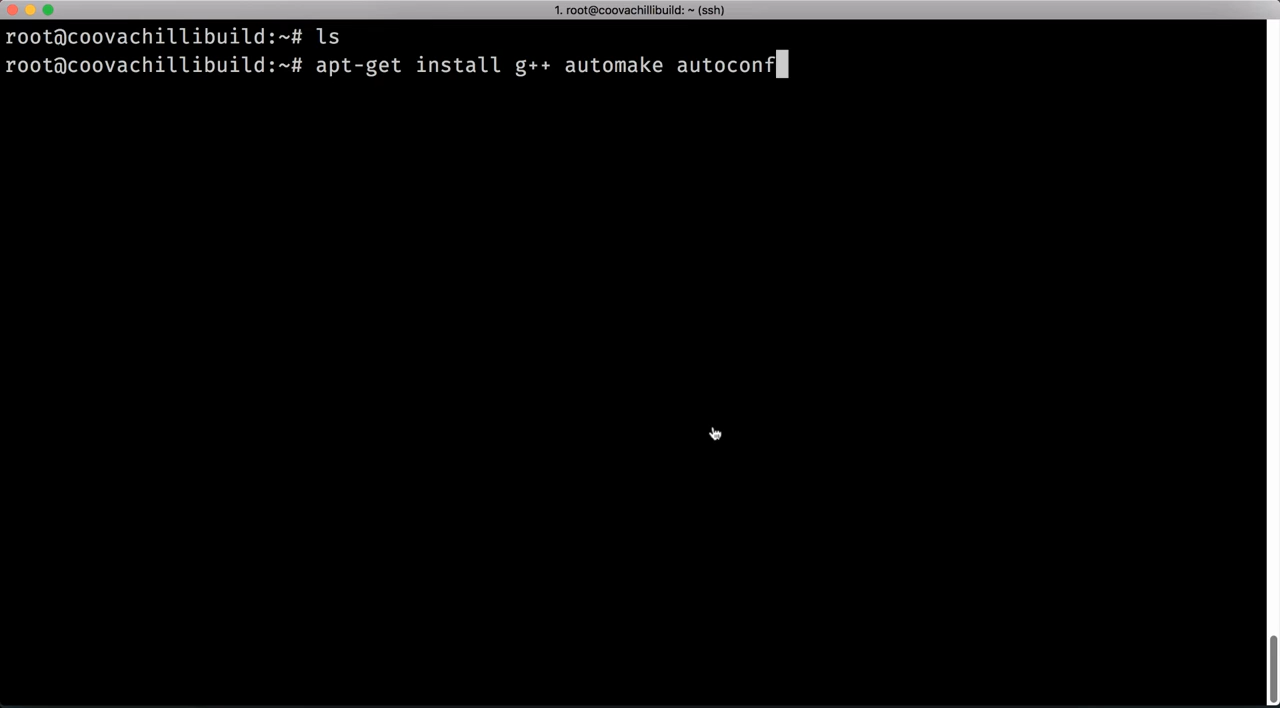 1. root@coovachillibuild: ~ (ssh)
root@coovachillibuild:~# ls
root@coovachillibuild:~# apt-get install g++ automake autoconf